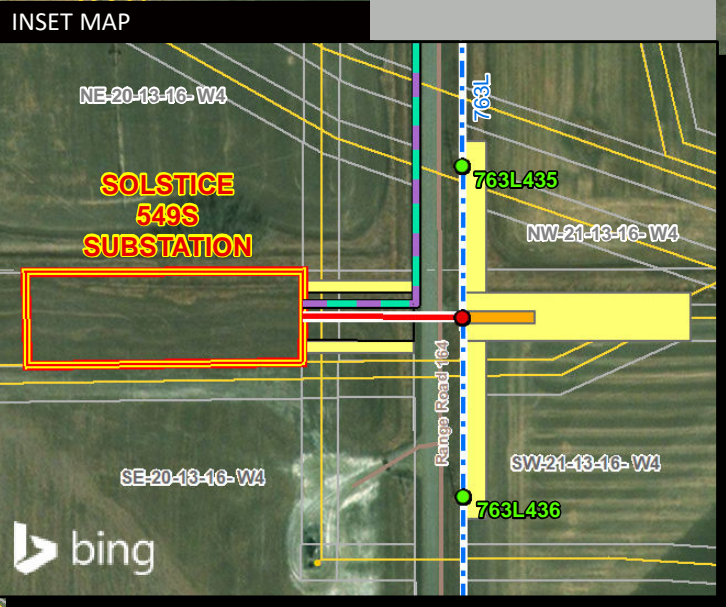 INSET MAP
NE-20-13-16- W4
763L
SOLSTICE
549S
SUBSTATION
763L435
NW-21-13-16- W4
Range Road 164
SE-20-13-16- W4
SW-21-13-16- W4
763L436
bing